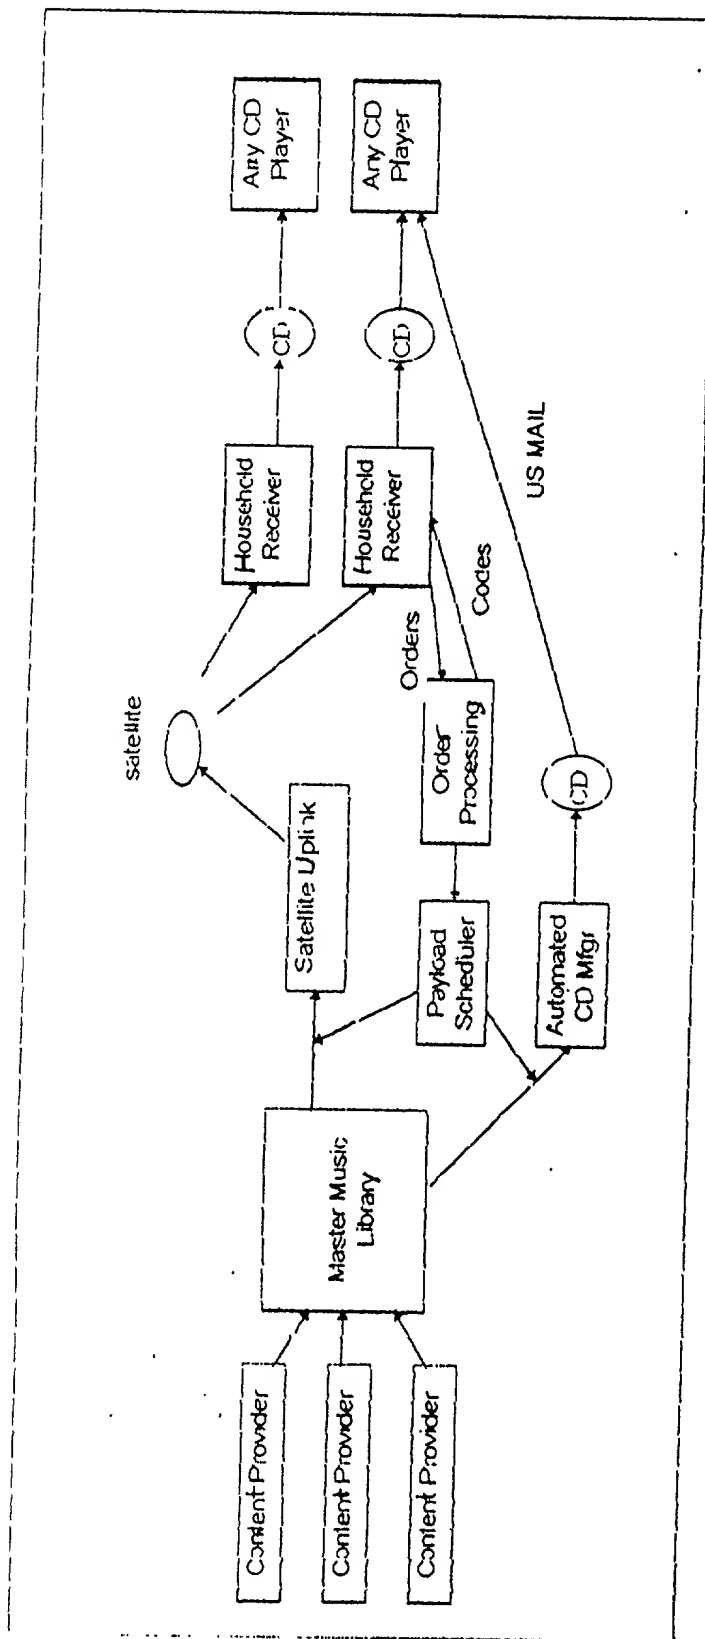 Content Provider
Content Provider
Content Provider
Master Music
Library
Satellite Uplink
Payload
Scheduler
Automated
CD Mfgr
satellite
Order
Processing
CD
Orders
Codes
US MAIL
Household
Receiver
Household
Receiver
CD
CD
Any CD
Player
Any CD
Player